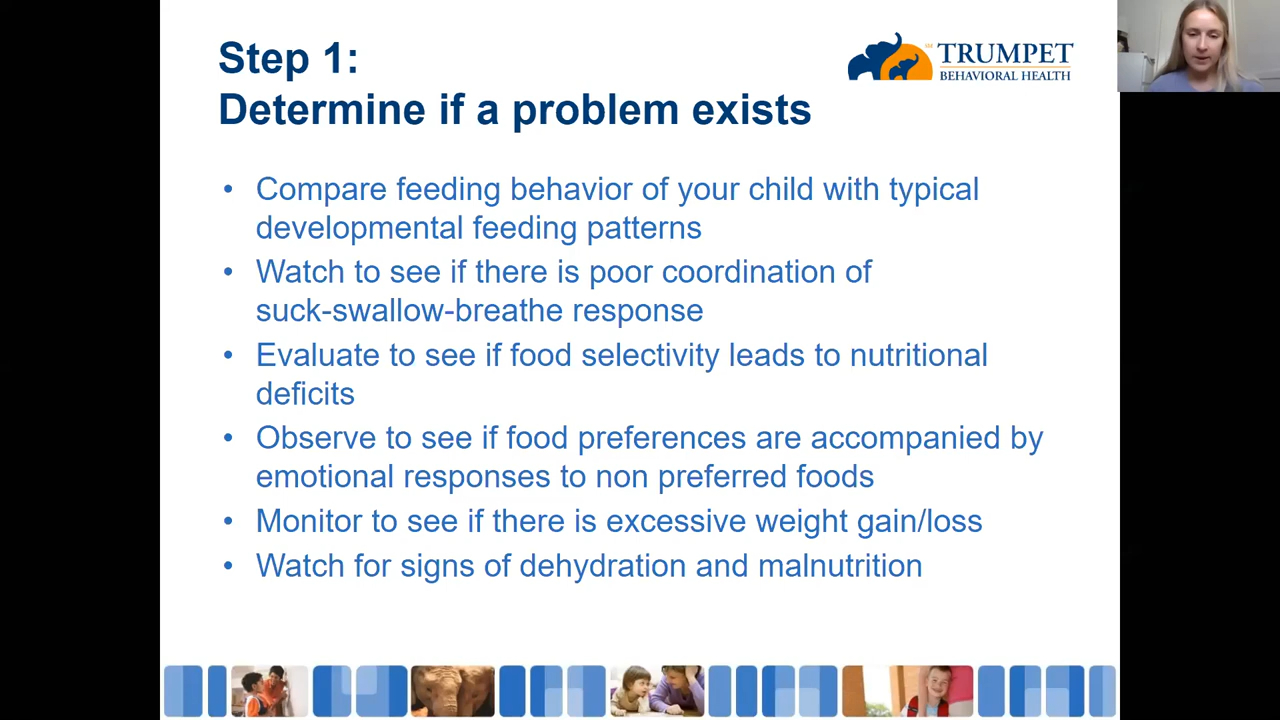 Step 1:
Determine if a problem exists
SM TRUMPET
BEHAVIORAL HEALTH
• Compare feeding behavior of your child with typical
developmental feeding patterns
• Watch to see if there is poor coordination of
suck-swallow-breathe response
• Evaluate to see if food selectivity leads to nutritional
deficits
• Observe to see if food preferences are accompanied by
emotional responses to non preferred foods
• Monitor to see if there is excessive weight gain/loss
• Watch for signs of dehydration and malnutrition